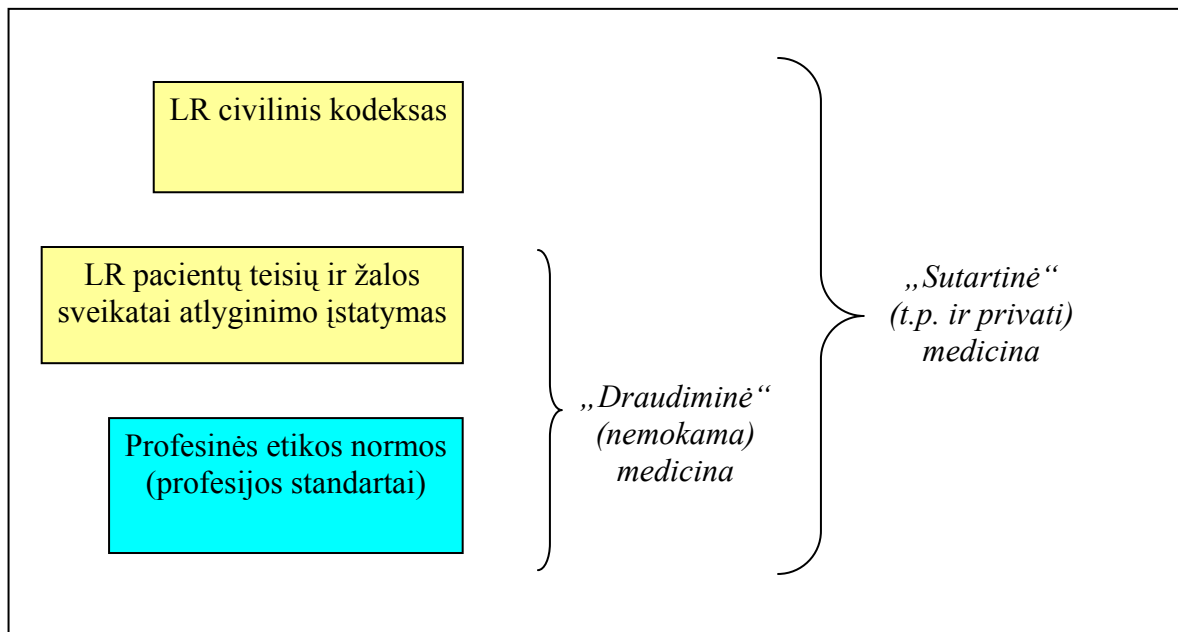 LR civilinis kodeksas
LR pacientų teisių ir žalos
sveikatai atlyginimo įstatymas
Profesinės etikos normos
(profesijos standartai)
„Draudiminė“
(nemokama)
medicina
„Sutartinė“
(t.p. ir privati)
medicina